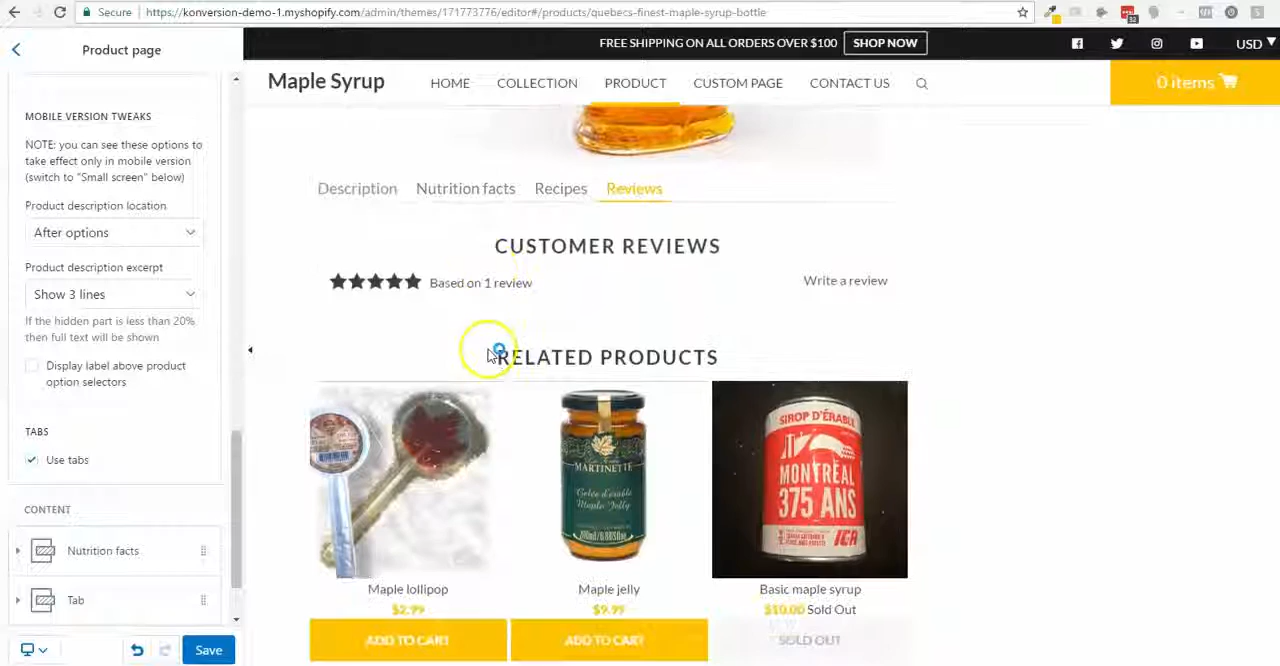 Secure
https://konversion-demo-1.myshopify.com/admin/themes/171773776/editor#/products/quebecs-finest-maple-syrup-bottle
Product page
MOBILE VERSION TWEAKS
NOTE: you can see these options to
take effect only in mobile version
(switch to "Small screen" below)
Product description location
After options
Product description excerpt
Show 3 lines
If the hidden part is less than 20%
then full text will be shown
Display label above product
option selectors
TABS
Use tabs
CONTENT
Nutrition facts
Tab
Save
FREE SHIPPING ON ALL ORDERS OVER $100
SHOP NOW
USD
Maple Syrup
HOME
COLLECTION
PRODUCT
CUSTOM PAGE
CONTACT US
0 items
Description
Nutrition facts
Recipes
Reviews
CUSTOMER REVIEWS
Based on 1 review
Write a review
RELATED PRODUCTS
MARTINETTE
Gelée d'érable
Maple Jelly
SIROP D'ÉRABLE
MONTRÉAL
375 ANS
IGA
Maple lollipop
Maple jelly
Basic maple syrup
$2.99
$9.99
$10.00 Sold Out
ADD TO CART
ADD TO CART
SOLD OUT